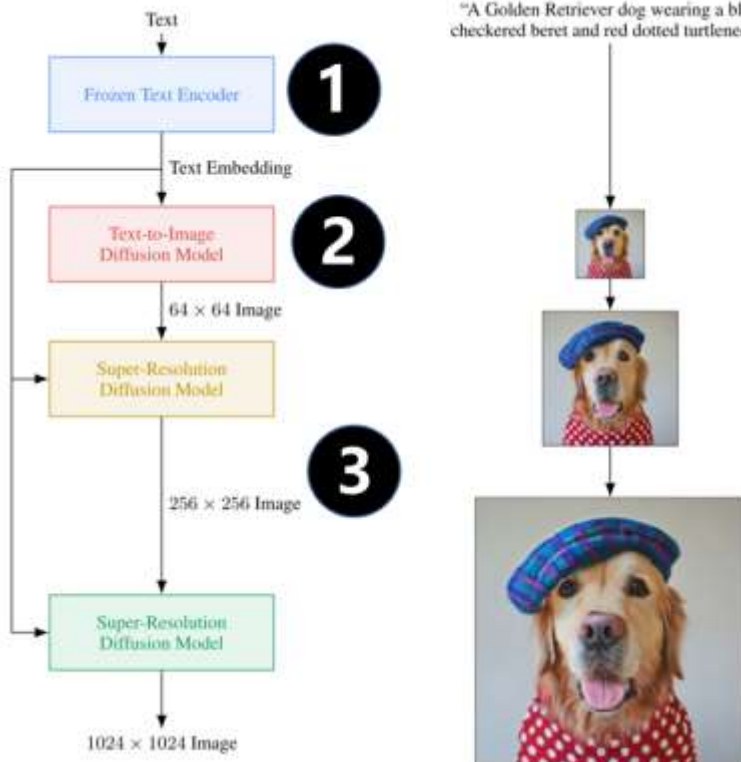 Text
Frozen Text Encoder
1
Text Embedding
Text-to-Image
Diffusion Model
2
64 × 64 Image
Super-Resolution
Diffusion Model
3
256 × 256 Image
Super-Resolution
Diffusion Model
1024 × 1024 Image
“A Golden Retriever dog wearing a bl
checkered beret and red dotted turtlene